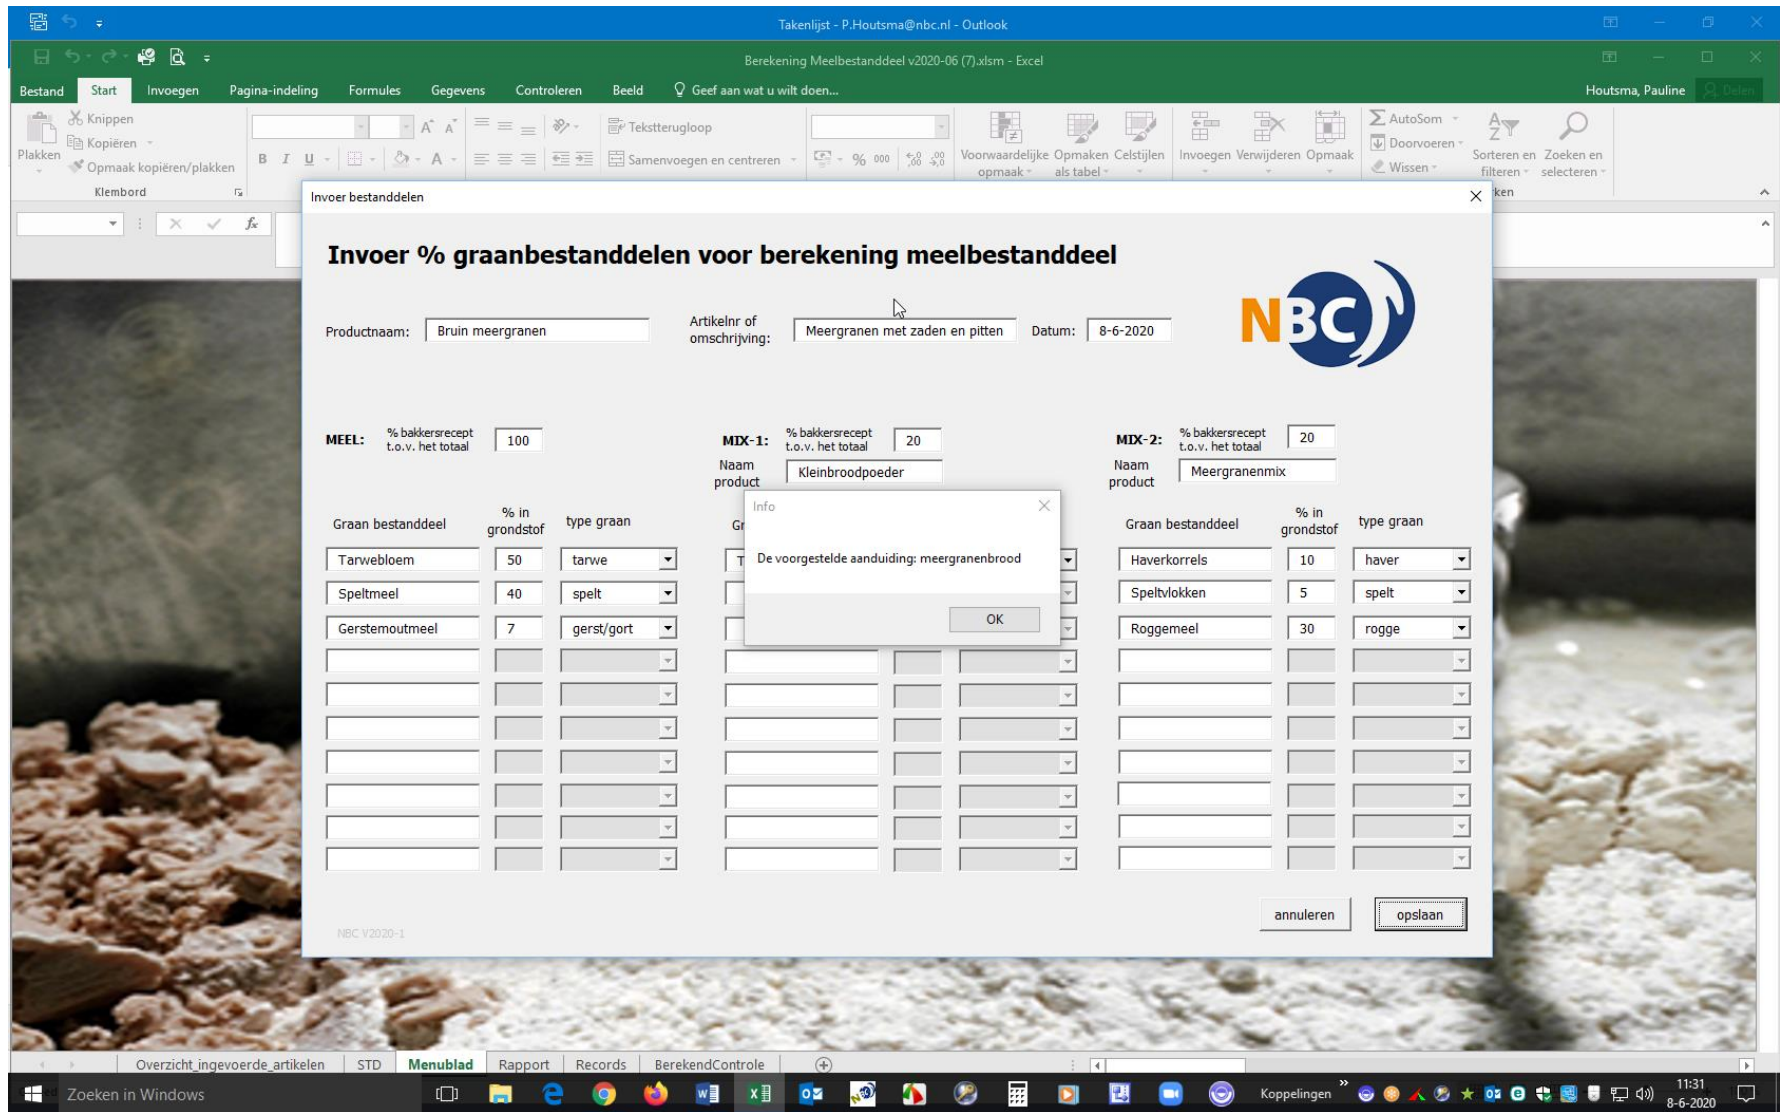 Takenlijst - P.Houtsma@nbc.nl - Outlook
Berekening Meelbestanddeel v2020-06 (7).xlsm - Excel
Bestand Start Invoegen Pagina-indeling Formules Gegevens Controleren Beeld Geef aan wat u wilt doen... Houtsma, Pauline Delen
Plakken
Knippen
Kopiëren
Opmaak kopiëren/plakken
Klembord
B I U
Tekstterugloop
Samenvoegen en centreren
% 000
Voorwaardelijke opmaak
Opmaken als tabel
Celstijlen
Invoegen Verwijderen Opmaak
AutoSom
Doorvoeren
Wissen
Sorteren en filteren
Zoeken en selecteren
fx
Invoer bestanddelen
Invoer % graanbestanddelen voor berekening meelbestanddeel
NBC
Productnaam: Bruin meergranen
Artikelnr of omschrijving: Meergranen met zaden en pitten
Datum: 8-6-2020
MEEL: % bakkersrecept t.o.v. het totaal 100
MIX-1: % bakkersrecept t.o.v. het totaal 20
Naam product Kleinbroodpoeder
MIX-2: % bakkersrecept t.o.v. het totaal 20
Naam product Meergranenmix
Graan bestanddeel % in grondstof type graan
Tarwebloem 50 tarwe
Speltmeel 40 spelt
Gerstemoutmeel 7 gerst/gort
Info
De voorgestelde aanduiding: meergranenbrood
OK
Graan bestanddeel % in grondstof type graan
Haverkorrels 10 haver
Speltvlokken 5 spelt
Roggemeel 30 rogge
annuleren opslaan
NBC V2020-1
Overzicht_ingevoerde_artikelen STD Menublad Rapport Records BerekendControle
Zoeken in Windows
Koppelingen
11:31
8-6-2020